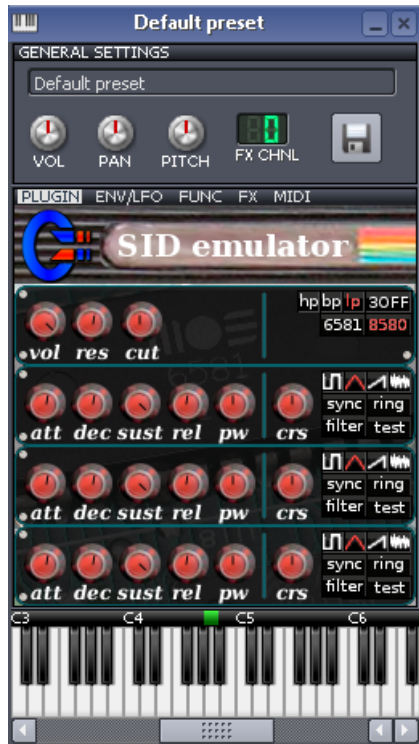 Default preset
GENERAL SETTINGS
Default preset
VOL PAN PITCH FX CHNL
0
PLUGIN ENV/LFO FUNC FX MIDI
SID emulator
hp bp lp 3OFF
6581 8580
vol res cut
6581
att dec sust rel pw crs
sync ring
filter test
att dec sust rel pw crs
sync ring
filter test
att dec sust rel pw crs
sync ring
filter test
C3 C4 C5 C6